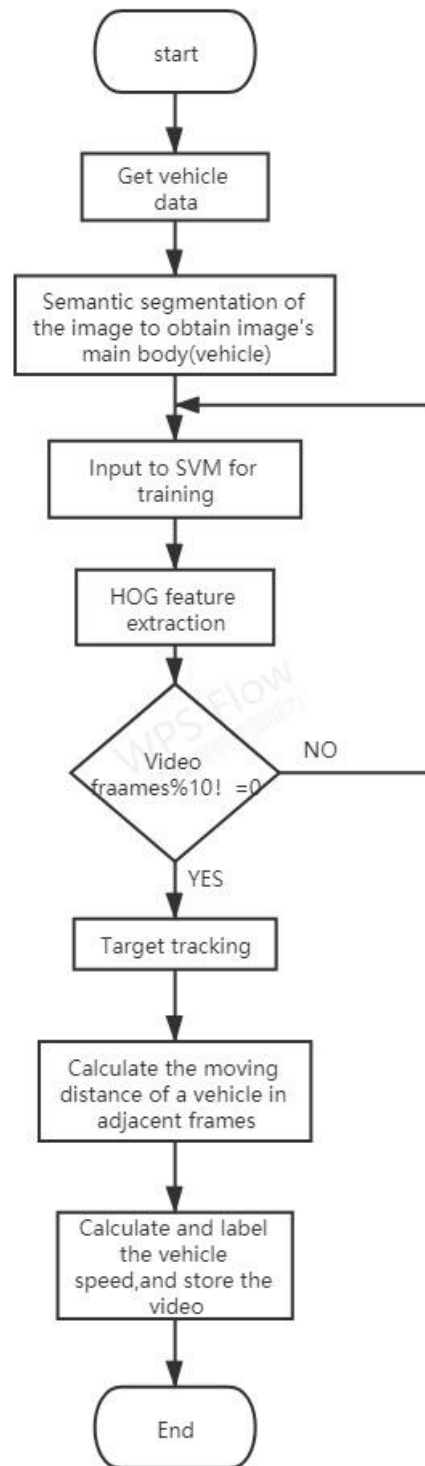 start
Get vehicle
data
Semantic segmentation of
the image to obtain image's
main body(vehicle)
Input to SVM for
training
HOG feature
extraction
WPS Flow
Video
fraames%10! =0
NO
YES
Target tracking
Calculate the moving
distance of a vehicle in
adjacent frames
Calculate and label
the vehicle
speed,and store the
video
End